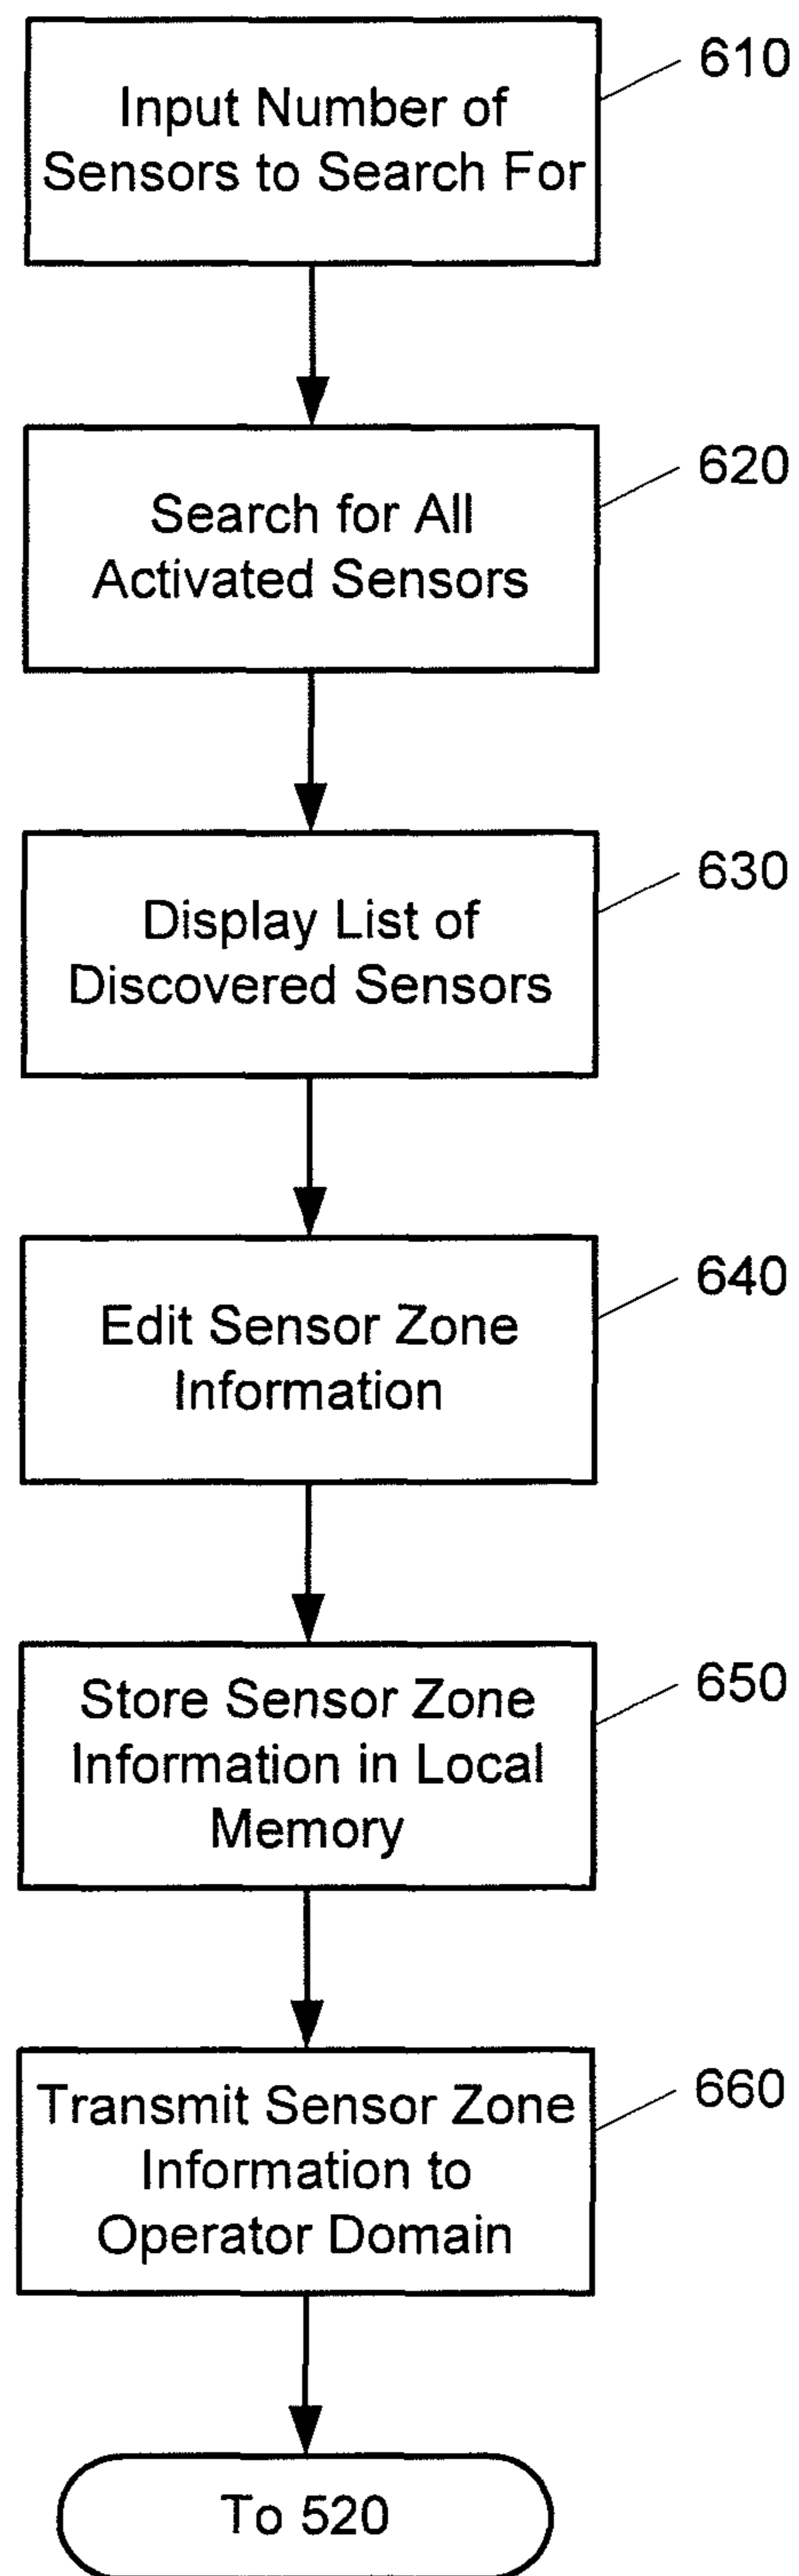 Input Number of
Sensors to Search For
610
Search for All
Activated Sensors
620
Display List of
Discovered Sensors
630
Edit Sensor Zone
Information
640
Store Sensor Zone
Information in Local
Memory
650
Transmit Sensor Zone
Information to
Operator Domain
660
To 520